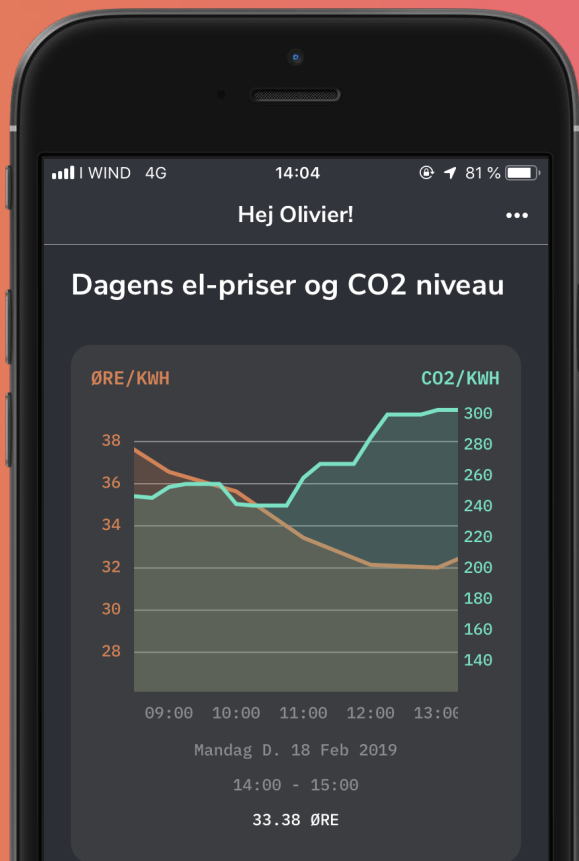 I WIND 4G 14:04 81 %
Hej Olivier!
Dagens el-priser og CO2 niveau
ØRE/KWH CO2/KWH
300
38 280
36 260
34 240
220
32 200
30 180
160
28 140
09:00 10:00 11:00 12:00 13:00
Mandag D. 18 Feb 2019
14:00 - 15:00
33.38 ØRE